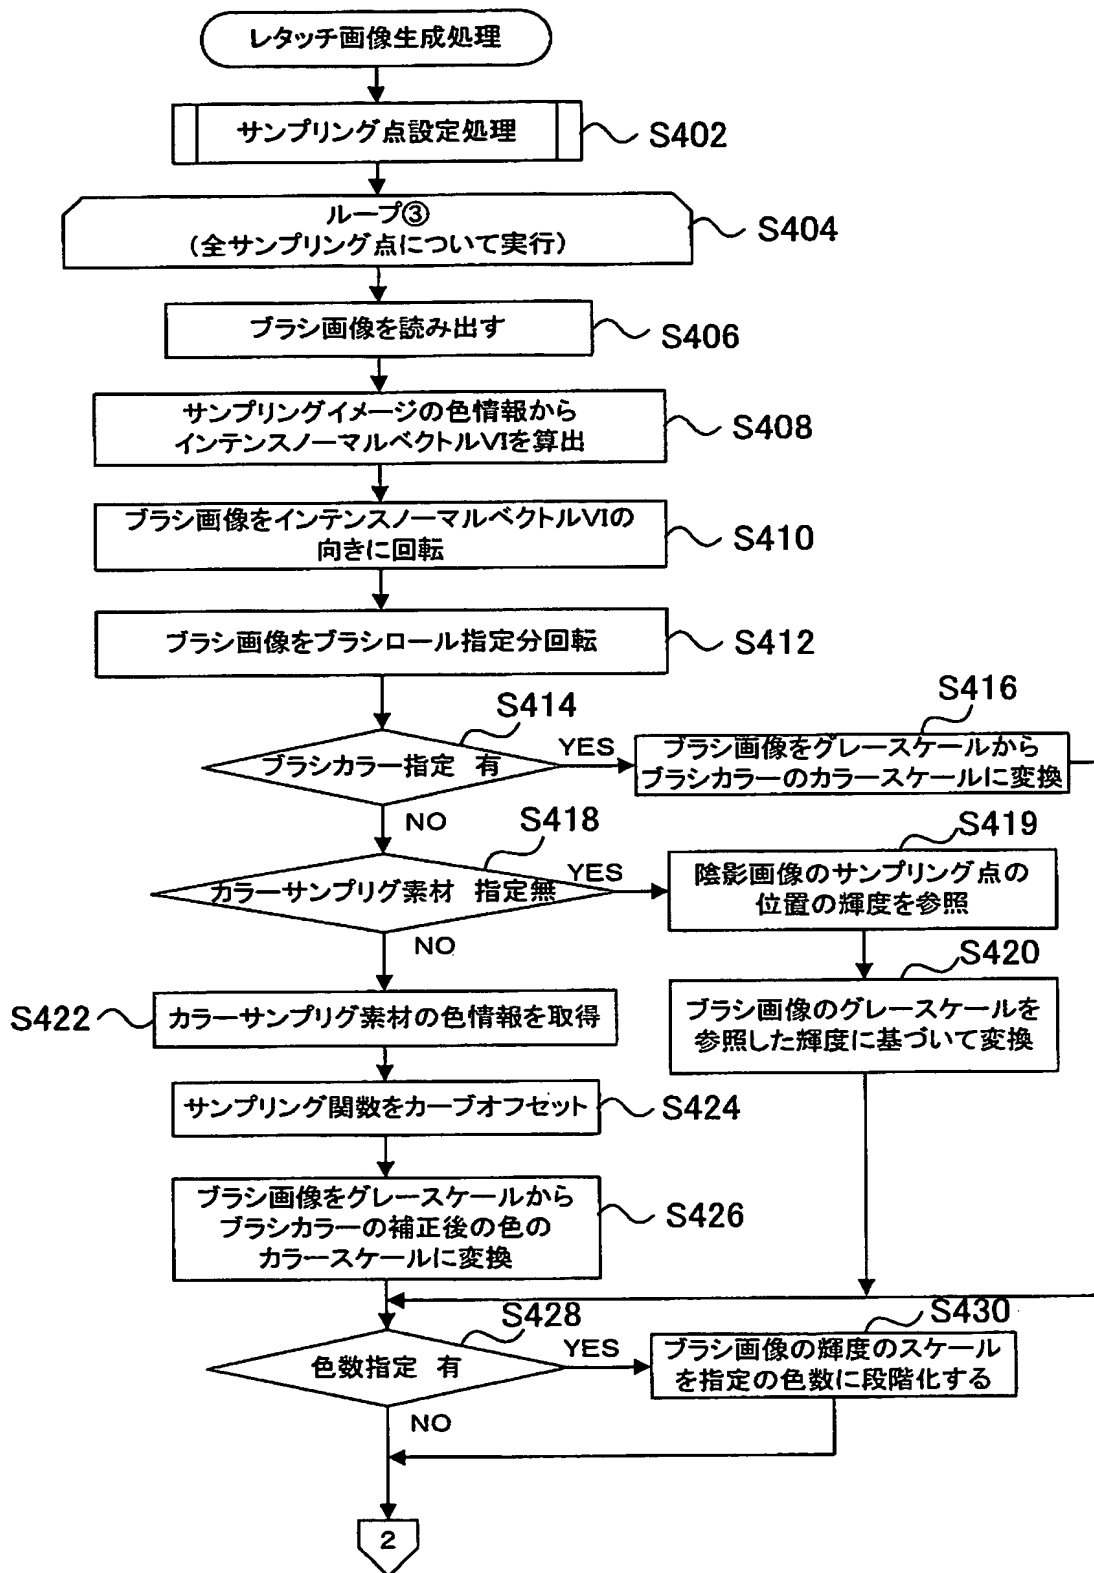 レタッチ画像生成処理
サンプリング点設定処理
S402
ループ③
(全サンプリング点について実行)
S404
ブラシ画像を読み出す
S406
サンプリングイメージの色情報から
インテンスノーマルベクトルVIを算出
S408
ブラシ画像をインテンスノーマルベクトルVIの
向きに回転
S410
ブラシ画像をブラシロール指定分回転
S412
S414
ブラシカラー指定 有
YES
NO
S416
ブラシ画像をグレースケールから
ブラシカラーのカラースケールに変換
S418
カラーサンプリグ素材 指定無
YES
NO
S419
陰影画像のサンプリング点の
位置の輝度を参照
S420
ブラシ画像のグレースケールを
参照した輝度に基づいて変換
S422
カラーサンプリグ素材の色情報を取得
サンプリング関数をカーブオフセット
S424
ブラシ画像をグレースケールから
ブラシカラーの補正後の色の
カラースケールに変換
S426
S428
色数指定 有
YES
NO
S430
ブラシ画像の輝度のスケール
を指定の色数に段階化する
2